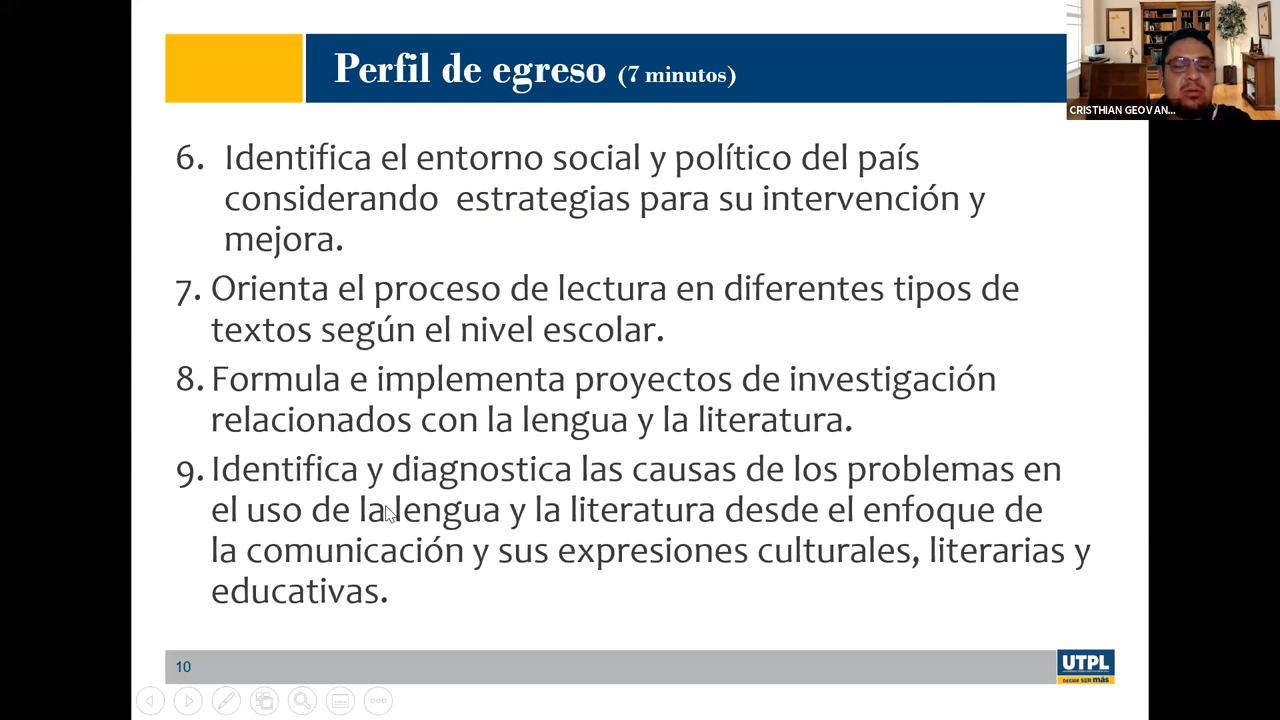 Perfil de egreso (7 minutos)
CRISTHIAN GEOVAN...
6. Identifica el entorno social y político del país
considerando estrategias para su intervención y
mejora.
7. Orienta el proceso de lectura en diferentes tipos de
textos según el nivel escolar.
8. Formula e implementa proyectos de investigación
relacionados con la lengua y la literatura.
9. Identifica y diagnostica las causas de los problemas en
el uso de la lengua y la literatura desde el enfoque de
la comunicación y sus expresiones culturales, literarias y
educativas.
10
UTPL
DECIDE SER más